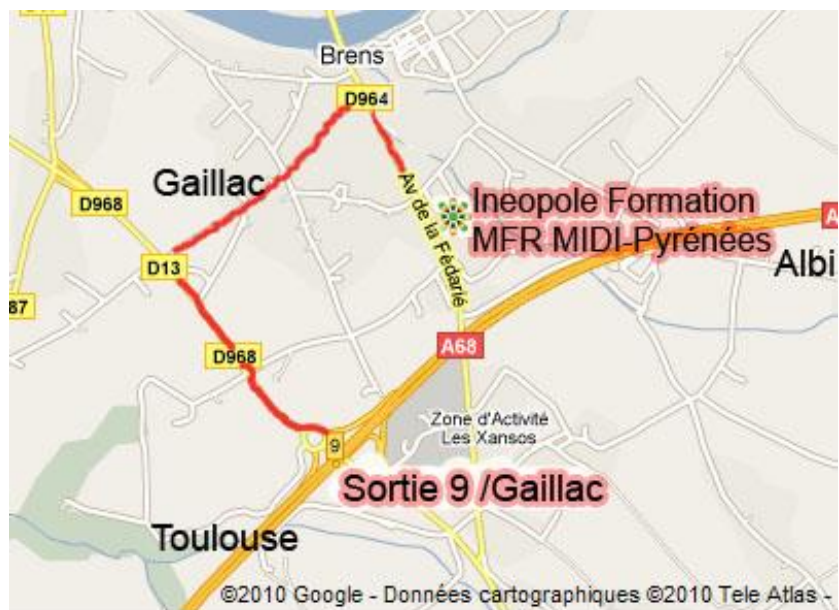 Brens
D964
Gaillac
Av de la Fédarié
Ineopole Formation
MFR MIDI-Pyrénées
D968
D13
A
Albi
87
D968
A68
9
Zone d'Activité
Les Xansos
Sortie 9 /Gaillac
Toulouse
©2010 Google - Données cartographiques ©2010 Tele Atlas -